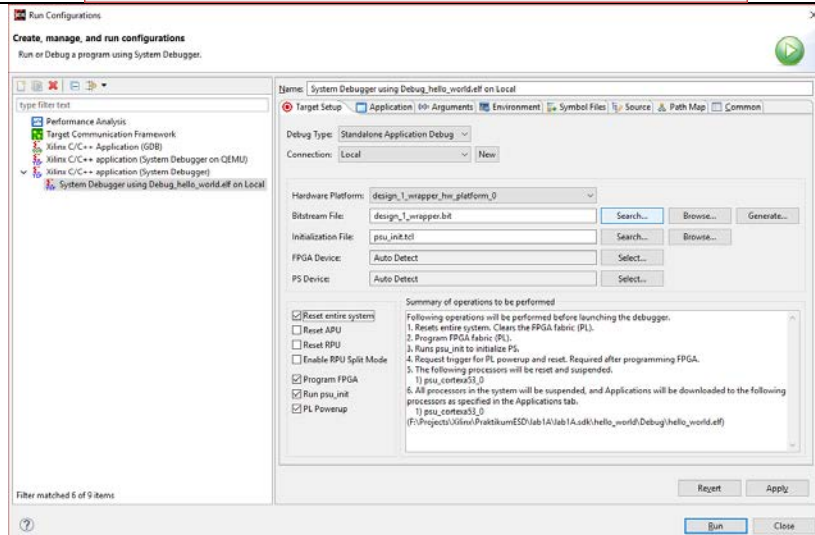 Run Configurations
Create, manage, and run configurations
Run or Debug a program using System Debugger.
type filter text
Performance Analysis
Target Communication Framework
Xilinx C/C++ Application (GDB)
Xilinx C/C++ application (System Debugger on QEMU)
Xilinx C/C++ application (System Debugger)
System Debugger using Debug_hello_world.elf on Local
Filter matched 6 of 9 items
Name: System Debugger using Debug_hello_world.elf on Local
Target Setup Application Arguments Environment Symbol Files Source Path Map Common
Debug Type: Standalone Application Debug
Connection: Local New
Hardware Platform: design_1_wrapper_hw_platform_0
Bitstream File: design_1_wrapper.bit Search... Browse... Generate...
Initialization File: psu_init.tcl Search... Browse...
FPGA Device: Auto Detect Select...
PS Device: Auto Detect Select...
Reset entire system
Reset APU
Reset RPU
Enable RPU Split Mode
Program FPGA
Run psu_init
PL Powerup
Summary of operations to be performed
Following operations will be performed before launching the debugger.
1. Resets entire system. Clears the FPGA fabric (PL).
2. Program FPGA fabric (PL).
3. Runs psu_init to initialize PS.
4. Request trigger for PL powerup and reset. Required after programming FPGA.
5. The following processors will be reset and suspended.
1) psu_cortexa53_0
6. All processors in the system will be suspended, and Applications will be downloaded to the following
processors as specified in the Applications tab.
1) psu_cortexa53_0
(F:\Projects\Xilinx\PraktikumESD\lab1A\lab1A.sdk\hello_world\Debug\hello_world.elf)
Revert Apply
Run Close